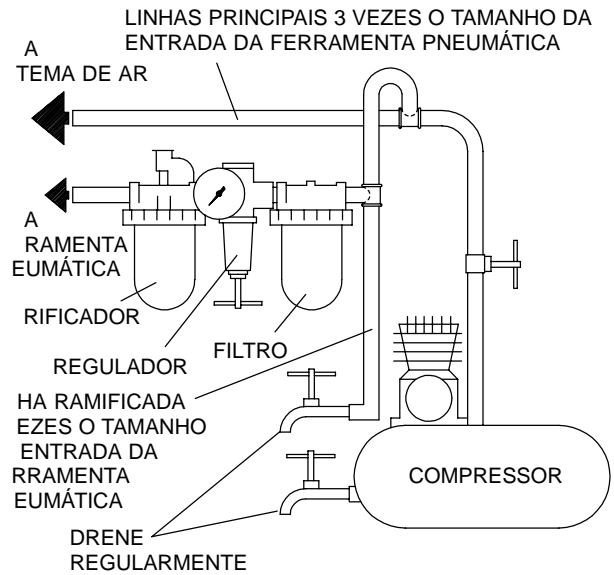 LINHAS PRINCIPAIS 3 VEZES O TAMANHO DA
ENTRADA DA FERRAMENTA PNEUMÁTICA
A
TEMA DE AR
A
RAMENTA
EUMÁTICA
RIFICADOR
REGULADOR
FILTRO
HA RAMIFICADA
EZES O TAMANHO
ENTRADA DA
RRAMENTA
EUMÁTICA
COMPRESSOR
DRENE
REGULARMENTE